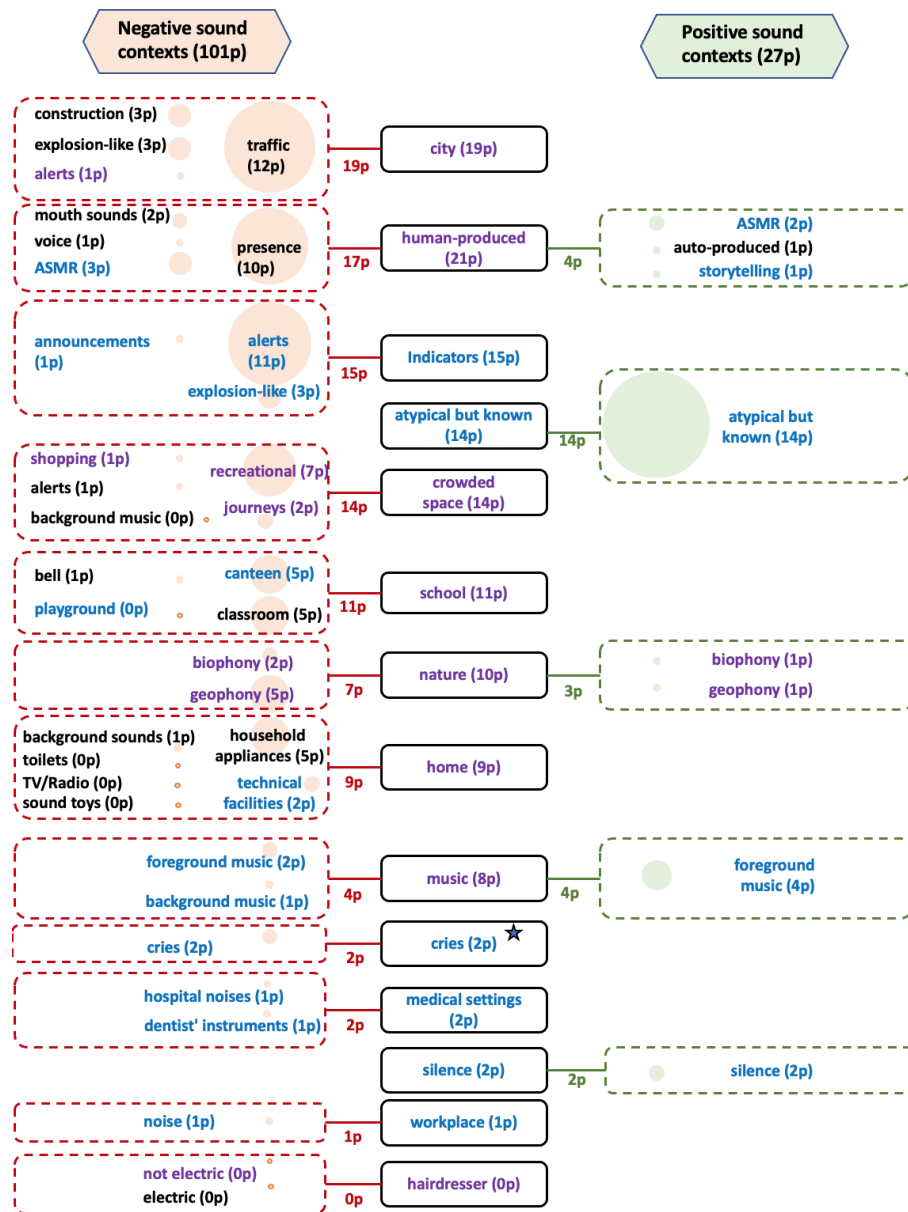 Negative sound
contexts (101p)
Positive sound
contexts (27p)
construction (3p)
explosion-like (3p)
alerts (1p)
traffic
(12p)
19p
city (19p)
mouth sounds (2p)
voice (1p)
ASMR (3p)
presence
(10p)
17p
human-produced
(21p)
4p
ASMR (2p)
auto-produced (1p)
storytelling (1p)
announcements
(1p)
alerts
(11p)
explosion-like (3p)
15p
Indicators (15p)
atypical but known
(14p)
14p
atypical but
known (14p)
shopping (1p)
alerts (1p)
background music (0p)
recreational (7p)
journeys (2p)
14p
crowded
space (14p)
bell (1p)
playground (0p)
canteen (5p)
classroom (5p)
11p
school (11p)
biophony (2p)
geophony (5p)
7p
nature (10p)
3p
biophony (1p)
geophony (1p)
background sounds (1p)
toilets (0p)
TV/Radio (0p)
sound toys (0p)
household
appliances (5p)
technical
facilities (2p)
9p
home (9p)
foreground music (2p)
background music (1p)
4p
music (8p)
4p
foreground
music (4p)
cries (2p)
2p
cries (2p)
hospital noises (1p)
dentist' instruments (1p)
2p
medical settings
(2p)
silence (2p)
2p
silence (2p)
noise (1p)
1p
workplace (1p)
not electric (0p)
electric (0p)
0p
hairdresser (0p)